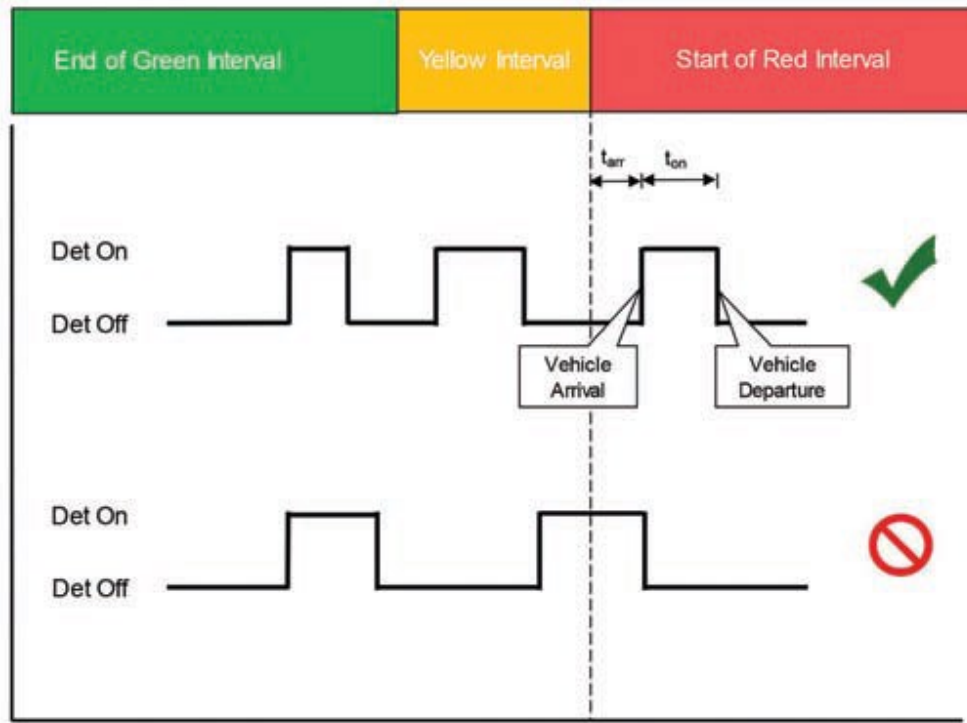 End of Green Interval
Yellow Interval
Start of Red Interval
tarr
ton
Det On
Det Off
Vehicle
Arrival
Vehicle
Departure
Det On
Det Off